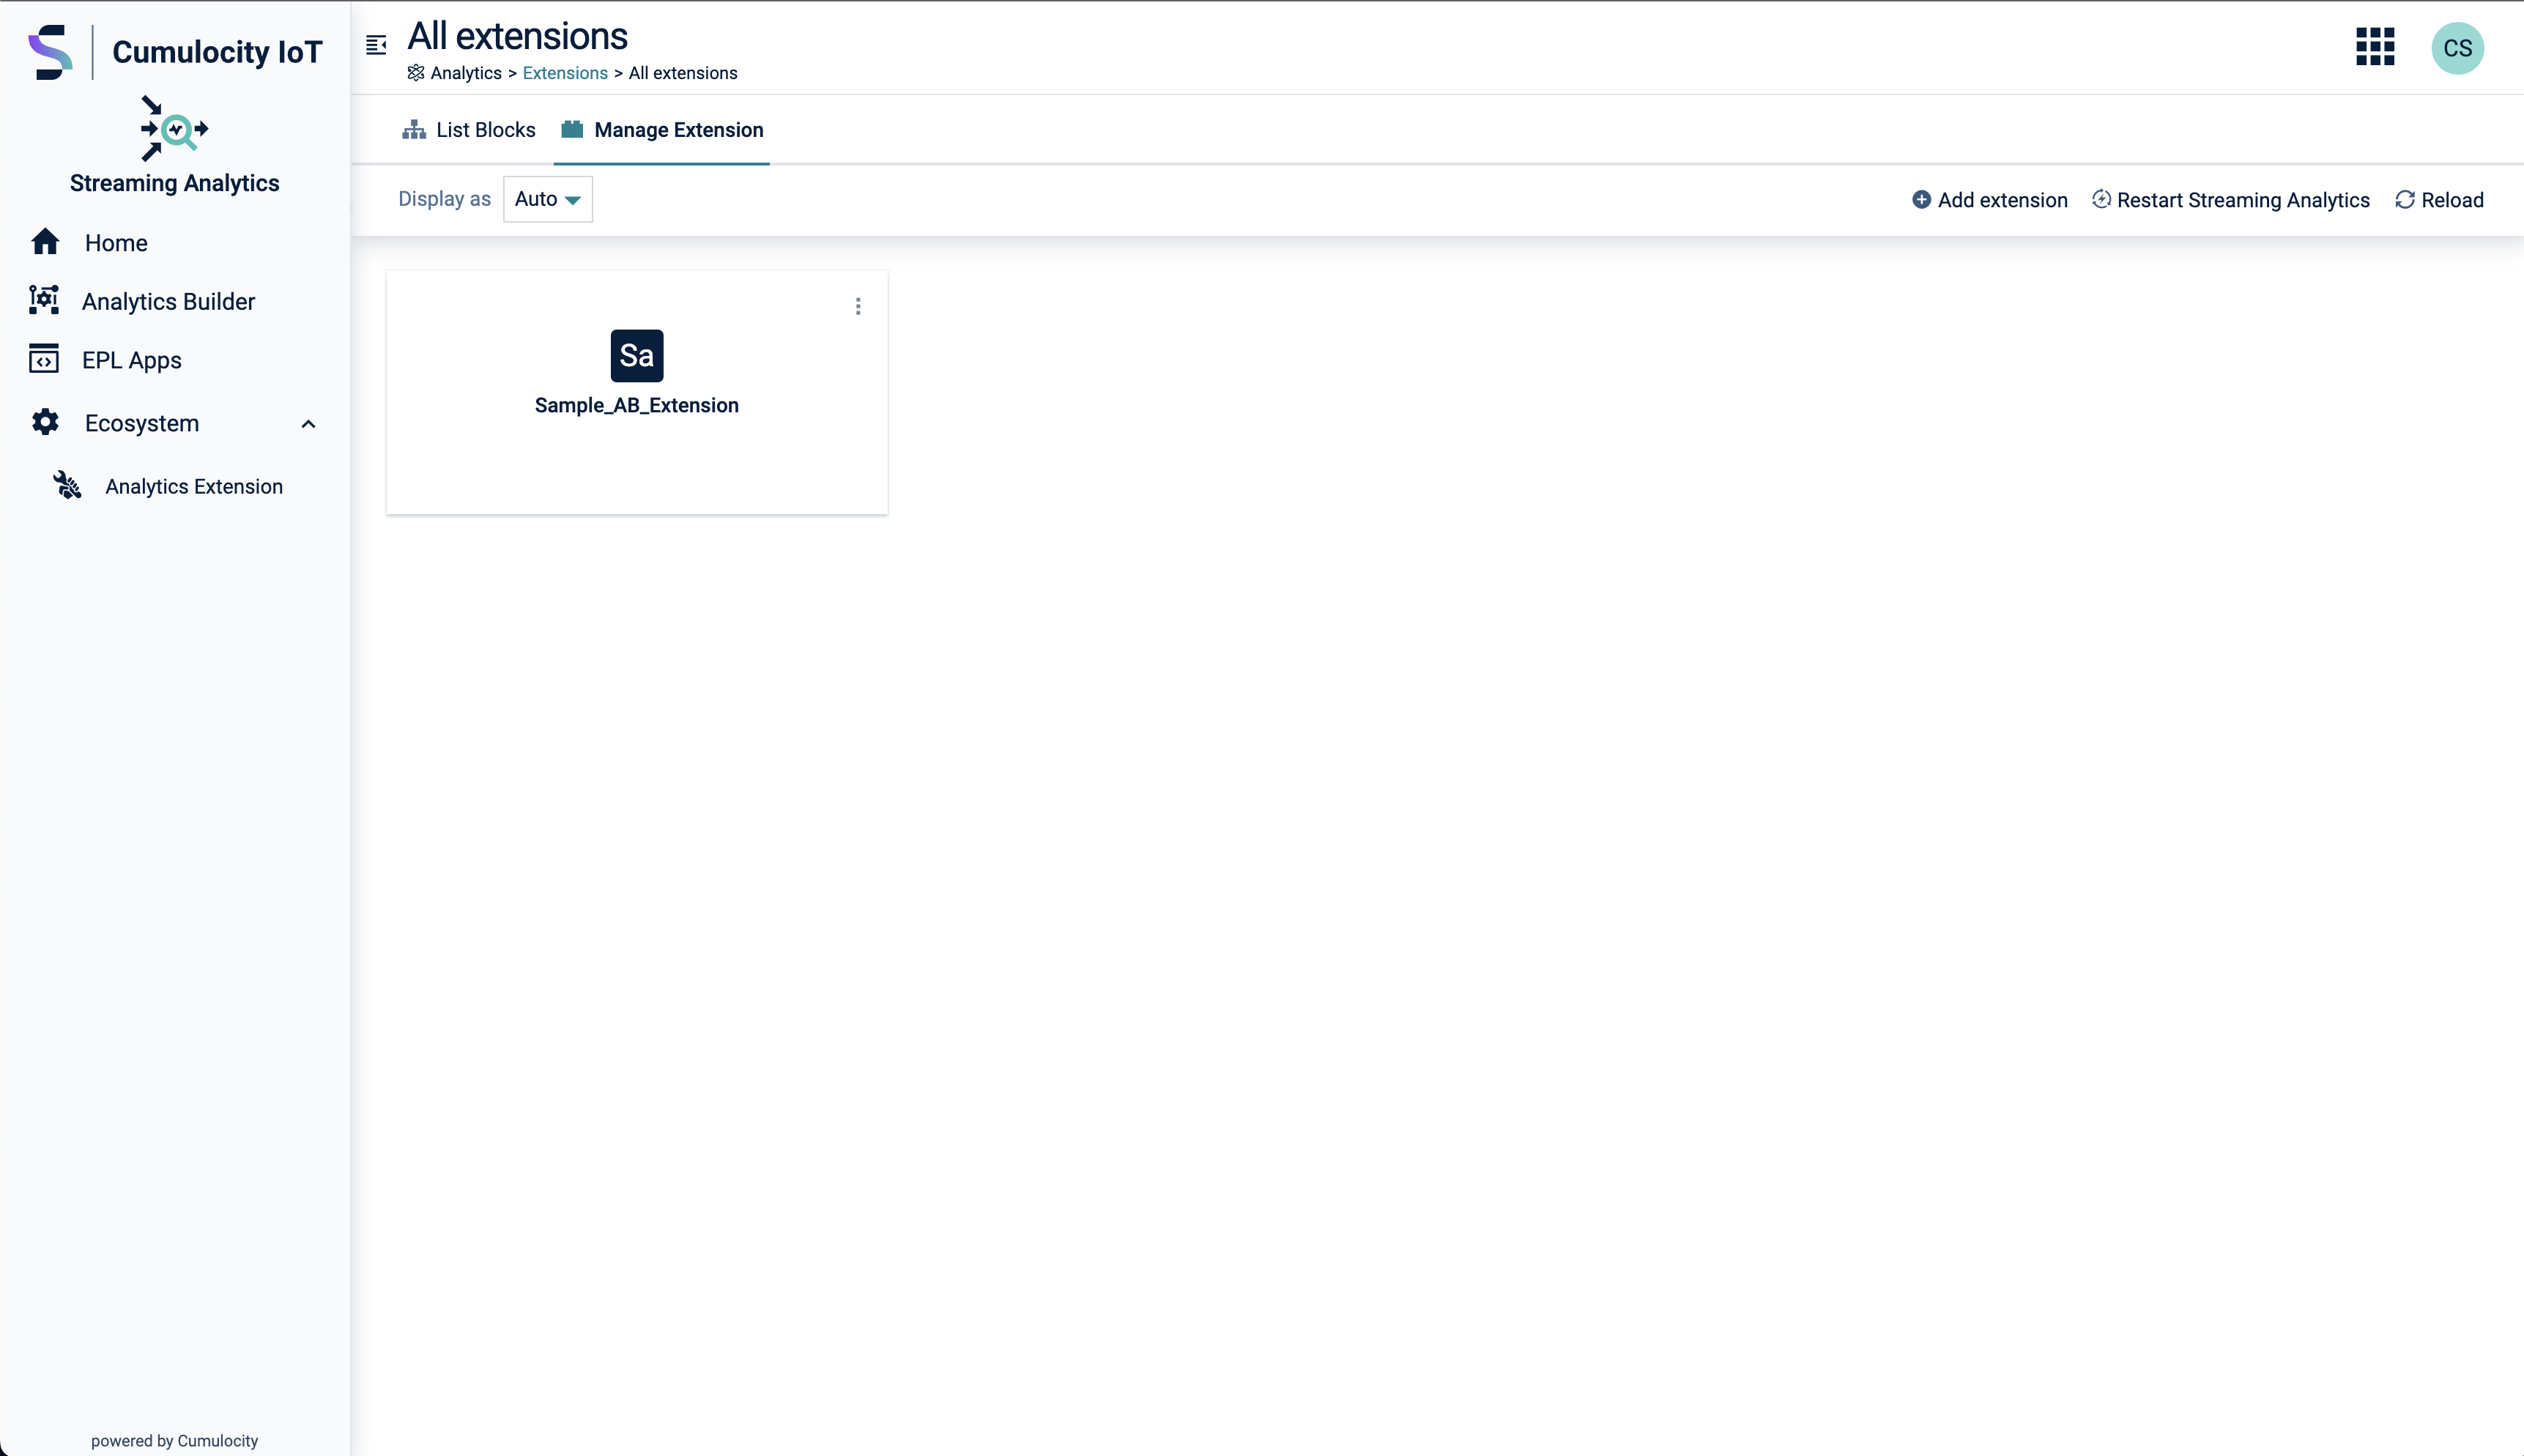 Cumulocity IoT
Streaming Analytics
Home
Analytics Builder
EPL Apps
Ecosystem
Analytics Extension
powered by Cumulocity
All extensions
Analytics > Extensions > All extensions
CS
List Blocks
Manage Extension
Display as Auto
Add extension
Restart Streaming Analytics
Reload
Sa
Sample_AB_Extension